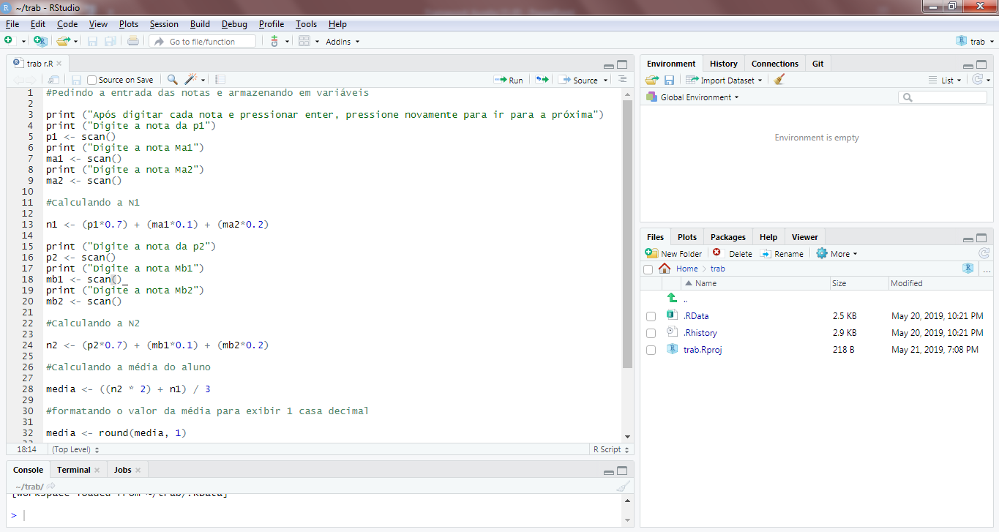 ~/trab - RStudio
File Edit Code View Plots Session Build Debug Profile Tools Help
Go to file/function Addins trab
trab r.R
Source on Save Run Source
1 #Pedindo a entrada das notas e armazenando em variáveis
2
3 print ("Após digitar cada nota e pressionar enter, pressione novamente para ir para a próxima")
4 print ("Digite a nota da p1")
5 p1 <- scan()
6 print ("Digite a nota Ma1")
7 ma1 <- scan()
8 print ("Digite a nota Ma2")
9 ma2 <- scan()
10
11 #Calculando a N1
12
13 n1 <- (p1*0.7) + (ma1*0.1) + (ma2*0.2)
14
15 print ("Digite a nota da p2")
16 p2 <- scan()
17 print ("Digite a nota Mb1")
18 mb1 <- scan()
19 print ("Digite a nota Mb2")
20 mb2 <- scan()
21
22 #Calculando a N2
23
24 n2 <- (p2*0.7) + (mb1*0.1) + (mb2*0.2)
25
26 #Calculando a média do aluno
27
28 media <- ((n2 * 2) + n1) / 3
29
30 #formatando o valor da média para exibir 1 casa decimal
31
32 media <- round(media, 1)
33
18:14 (Top Level) R Script
Console Terminal Jobs
~/trab/
[Workspace loaded from ~/trab/.RData]
>
Environment History Connections Git
Import Dataset List
Global Environment
Environment is empty
Files Plots Packages Help Viewer
New Folder Delete Rename More
Home trab ...
Name Size Modified
..
.RData 2.5 KB May 20, 2019, 10:21 PM
.Rhistory 2.9 KB May 20, 2019, 10:21 PM
trab.Rproj 218 B May 21, 2019, 7:08 PM